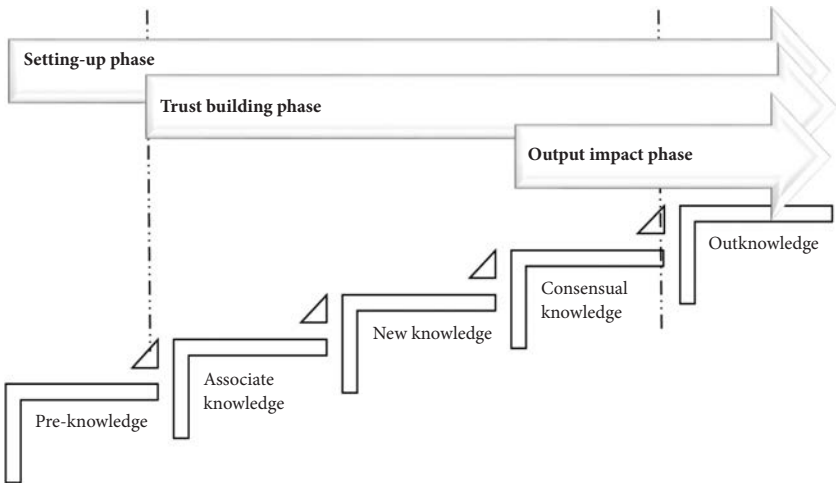 Setting-up phase
Trust building phase
Output impact phase
Outknowledge
Consensual
knowledge
New knowledge
Associate
knowledge
Pre-knowledge